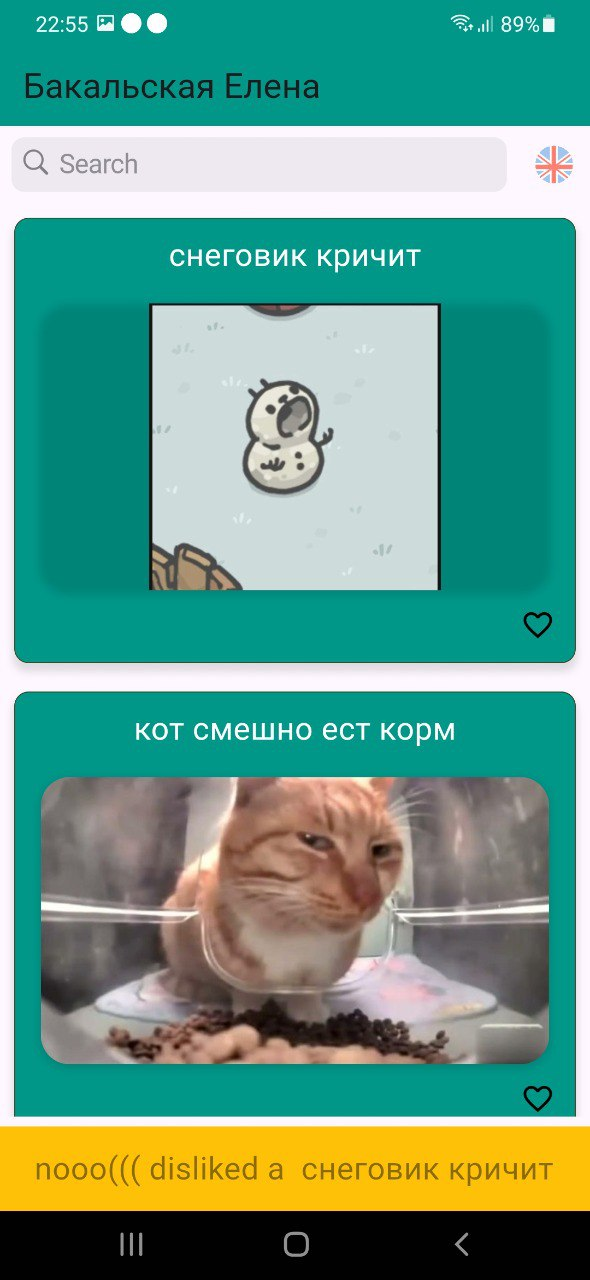 22:55 89%
Бакальская Елена
Search
снеговик кричит
кот смешно ест корм
nooo((( disliked a снеговик кричит